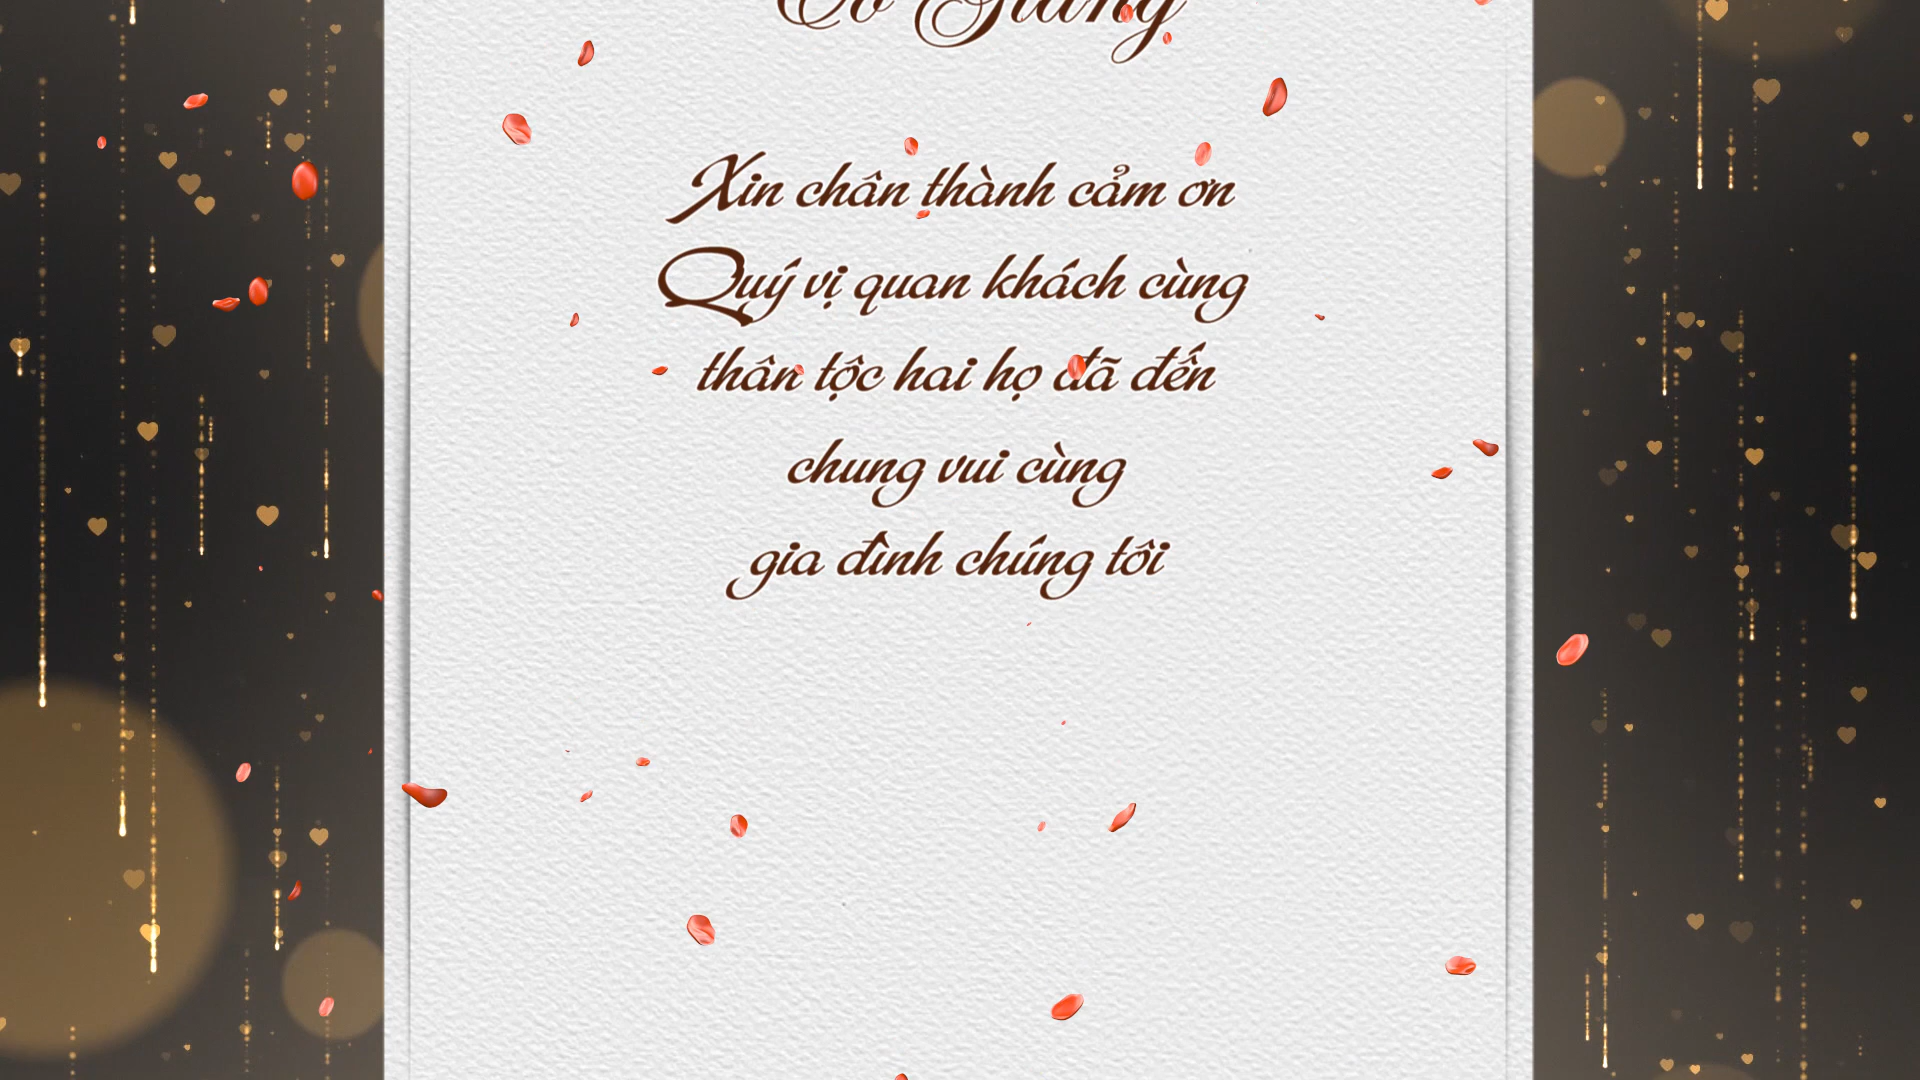 Xin chân thành cảm ơn
Quý vị quan khách cùng
thân tộc hai họ đã đến
chung vui cùng
gia đình chúng tôi